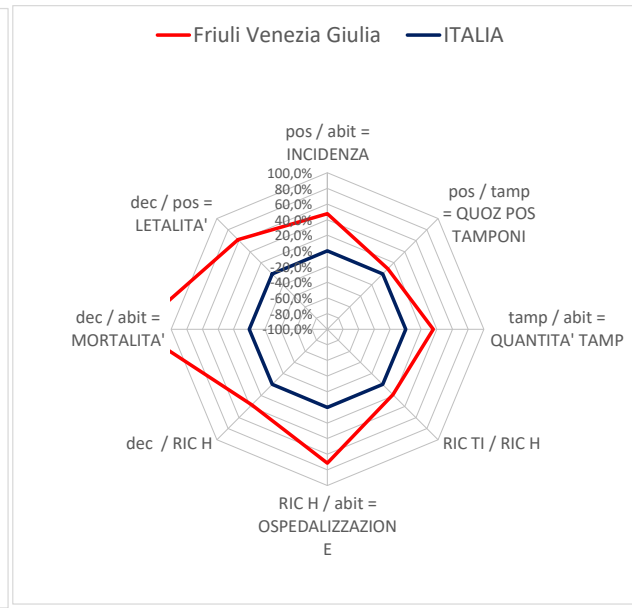 Friuli Venezia Giulia ITALIA
pos / abit =
INCIDENZA
100,0%
80,0%
60,0%
40,0%
20,0%
0,0%
-20,0%
-40,0%
-60,0%
-80,0%
-100,0%
pos / tamp
= QUOZ POS
TAMPONI
tamp / abit =
QUANTITA' TAMP
RIC TI / RIC H
RIC H / abit =
OSPEDALIZZAZION
E
dec / RIC H
dec / abit =
MORTALITA'
dec / pos =
LETALITA'